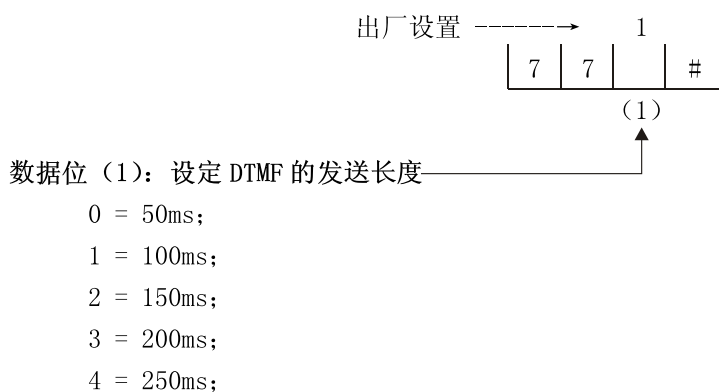 出厂设置 ------→ 1
7 7 #
(1)
数据位（1）：设定 DTMF 的发送长度
0 = 50ms;
1 = 100ms;
2 = 150ms;
3 = 200ms;
4 = 250ms;